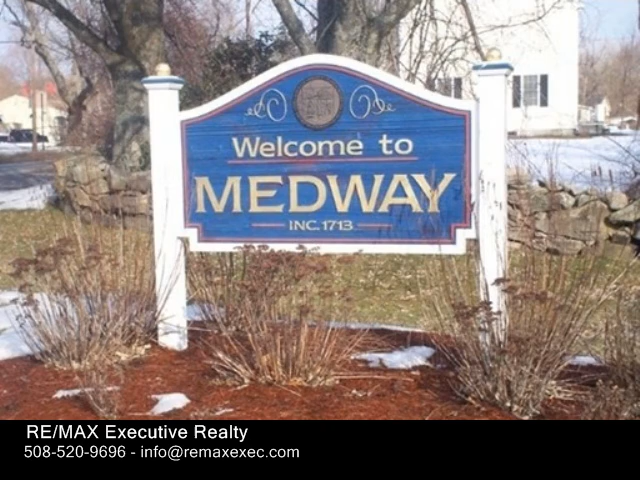 Welcome to
MEDWAY
INC. 1713
RE/MAX Executive Realty
508-520-9696 - info@remaxexec.com